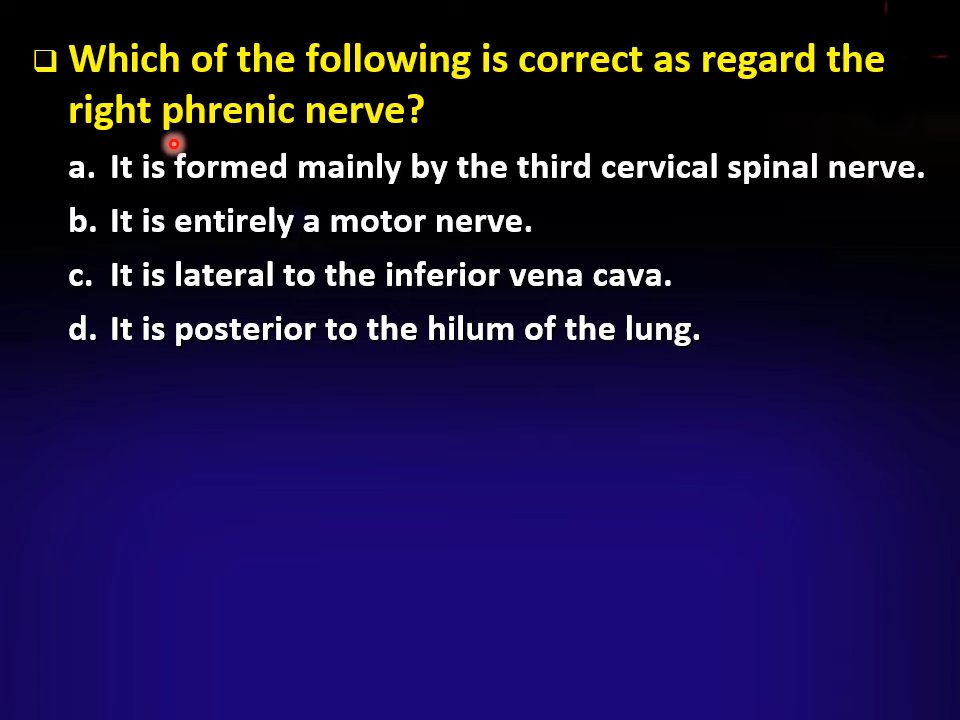 Which of the following is correct as regard the
right phrenic nerve?
a. It is formed mainly by the third cervical spinal nerve.
b. It is entirely a motor nerve.
c. It is lateral to the inferior vena cava.
d. It is posterior to the hilum of the lung.